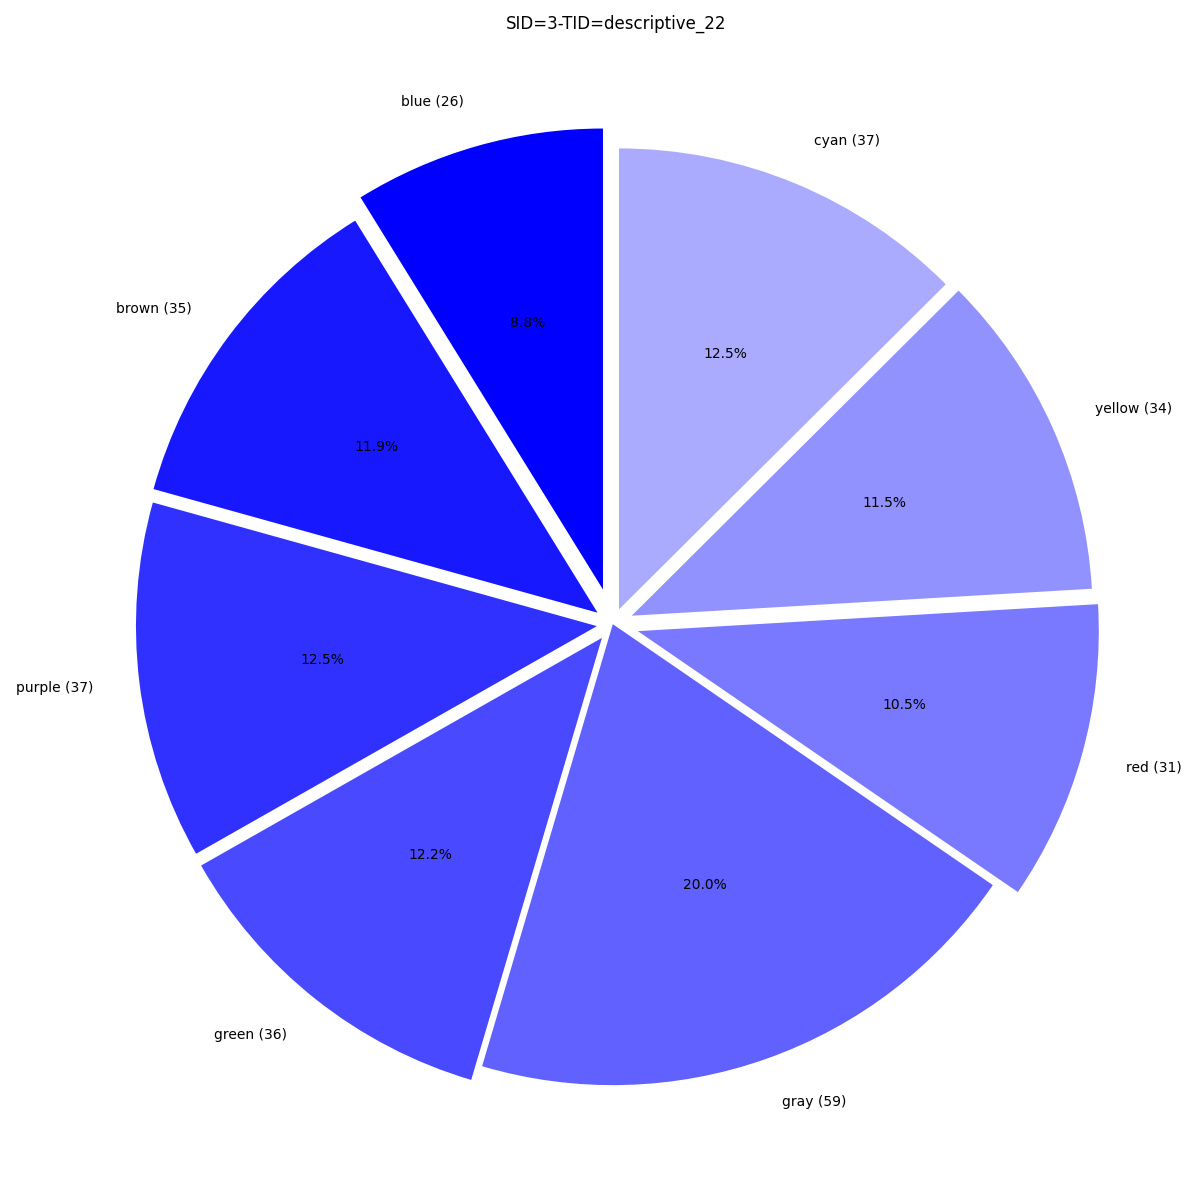 SID=3-TID=descriptive_22
blue (26)
cyan (37)
brown (35)
8.8%
12.5%
yellow (34)
11.9%
11.5%
purple (37)
12.5%
10.5%
red (31)
12.2%
20.0%
green (36)
gray (59)